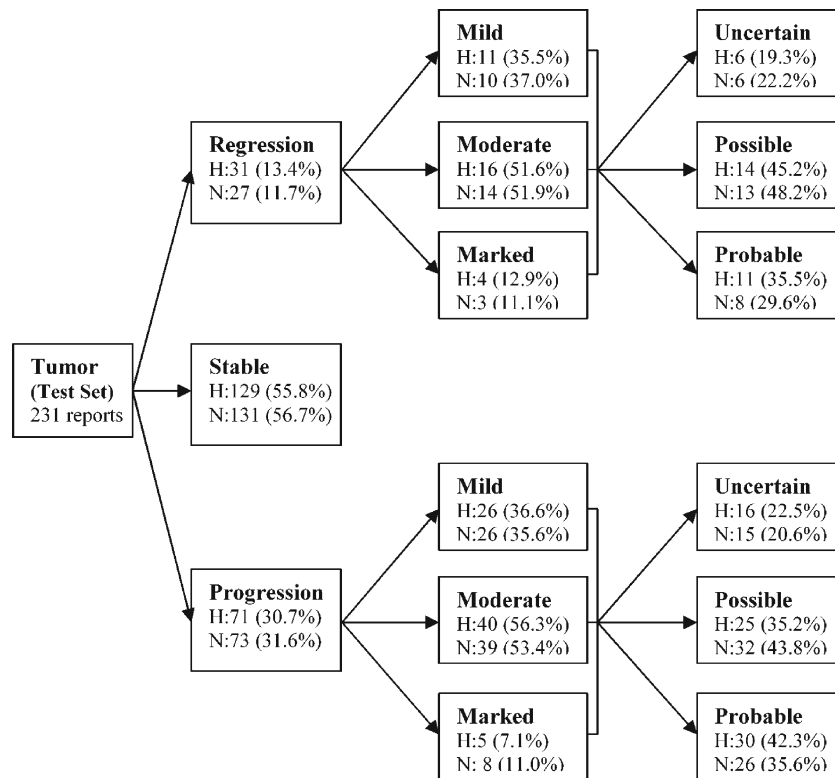 Tumor
(Test Set)
231 reports
Regression
H:31 (13.4%)
N:27 (11.7%)
Mild
H:11 (35.5%)
N:10 (37.0%)
Moderate
H:16 (51.6%)
N:14 (51.9%)
Marked
H:4 (12.9%)
N:3 (11.1%)
Uncertain
H:6 (19.3%)
N:6 (22.2%)
Possible
H:14 (45.2%)
N:13 (48.2%)
Probable
H:11 (35.5%)
N:8 (29.6%)
Stable
H:129 (55.8%)
N:131 (56.7%)
Progression
H:71 (30.7%)
N:73 (31.6%)
Mild
H:26 (36.6%)
N:26 (35.6%)
Moderate
H:40 (56.3%)
N:39 (53.4%)
Marked
H:5 (7.1%)
N: 8 (11.0%)
Uncertain
H:16 (22.5%)
N:15 (20.6%)
Possible
H:25 (35.2%)
N:32 (43.8%)
Probable
H:30 (42.3%)
N:26 (35.6%)